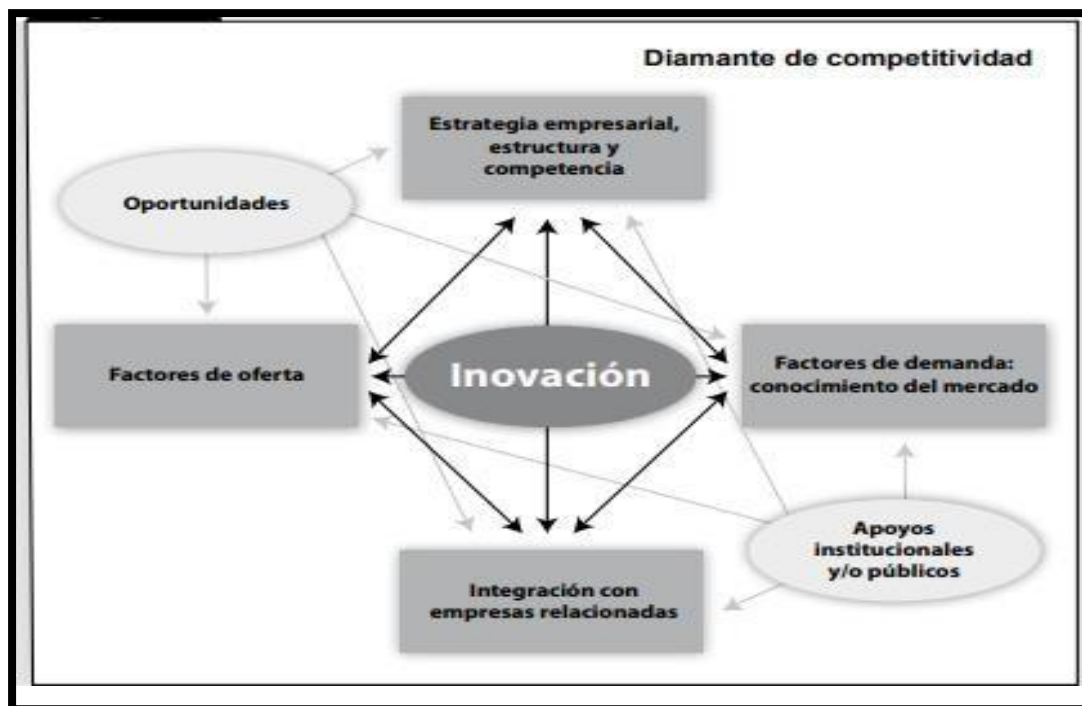 Diamante de competitividad
Estrategia empresarial,
estructura y
competencia
Oportunidades
Factores de oferta
Inovación
Factores de demanda:
conocimiento del mercado
Apoyos
institucionales
y/o públicos
Integración con
empresas relacionadas